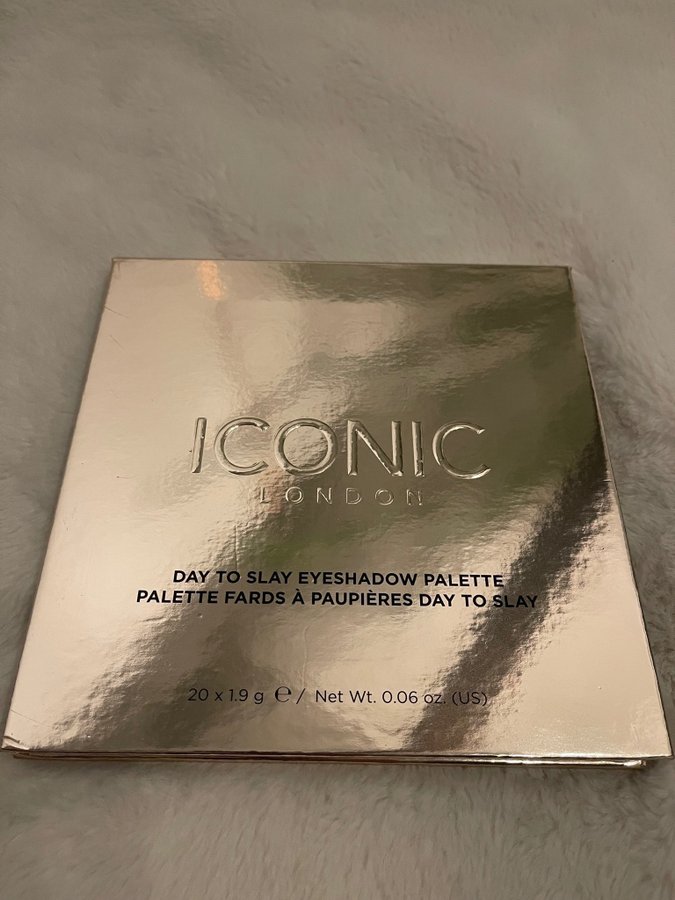 ICONIC
LONDON
DAY TO SLAY EYESHADOW PALETTE
PALETTE FARDS À PAUPIÈRES DAY TO SLAY
20 x 1.9 g ℮ / Net Wt. 0.06 oz. (US)